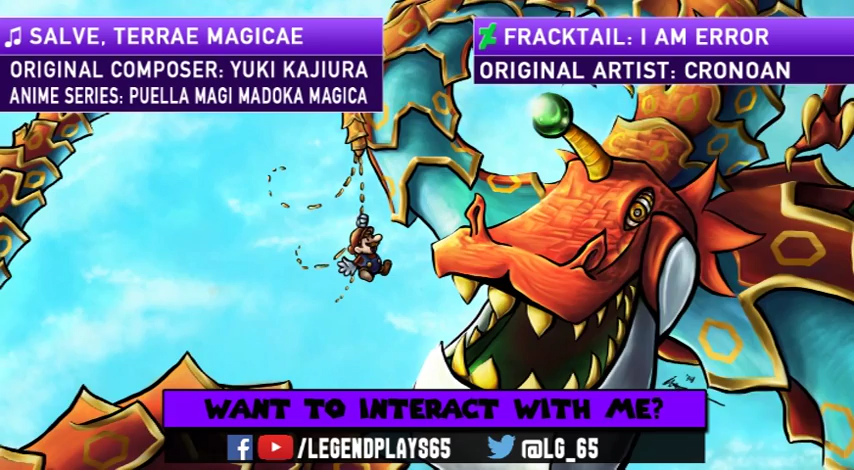 SALVE, TERRAE MAGICAE
ORIGINAL COMPOSER: YUKI KAJIURA
ANIME SERIES: PUELLA MAGI MADOKA MAGICA
FRACKTAIL: I AM ERROR
ORIGINAL ARTIST: CRONOAN
WANT TO INTERACT WITH ME?
/LEGENDPLAYS65 @LG_65